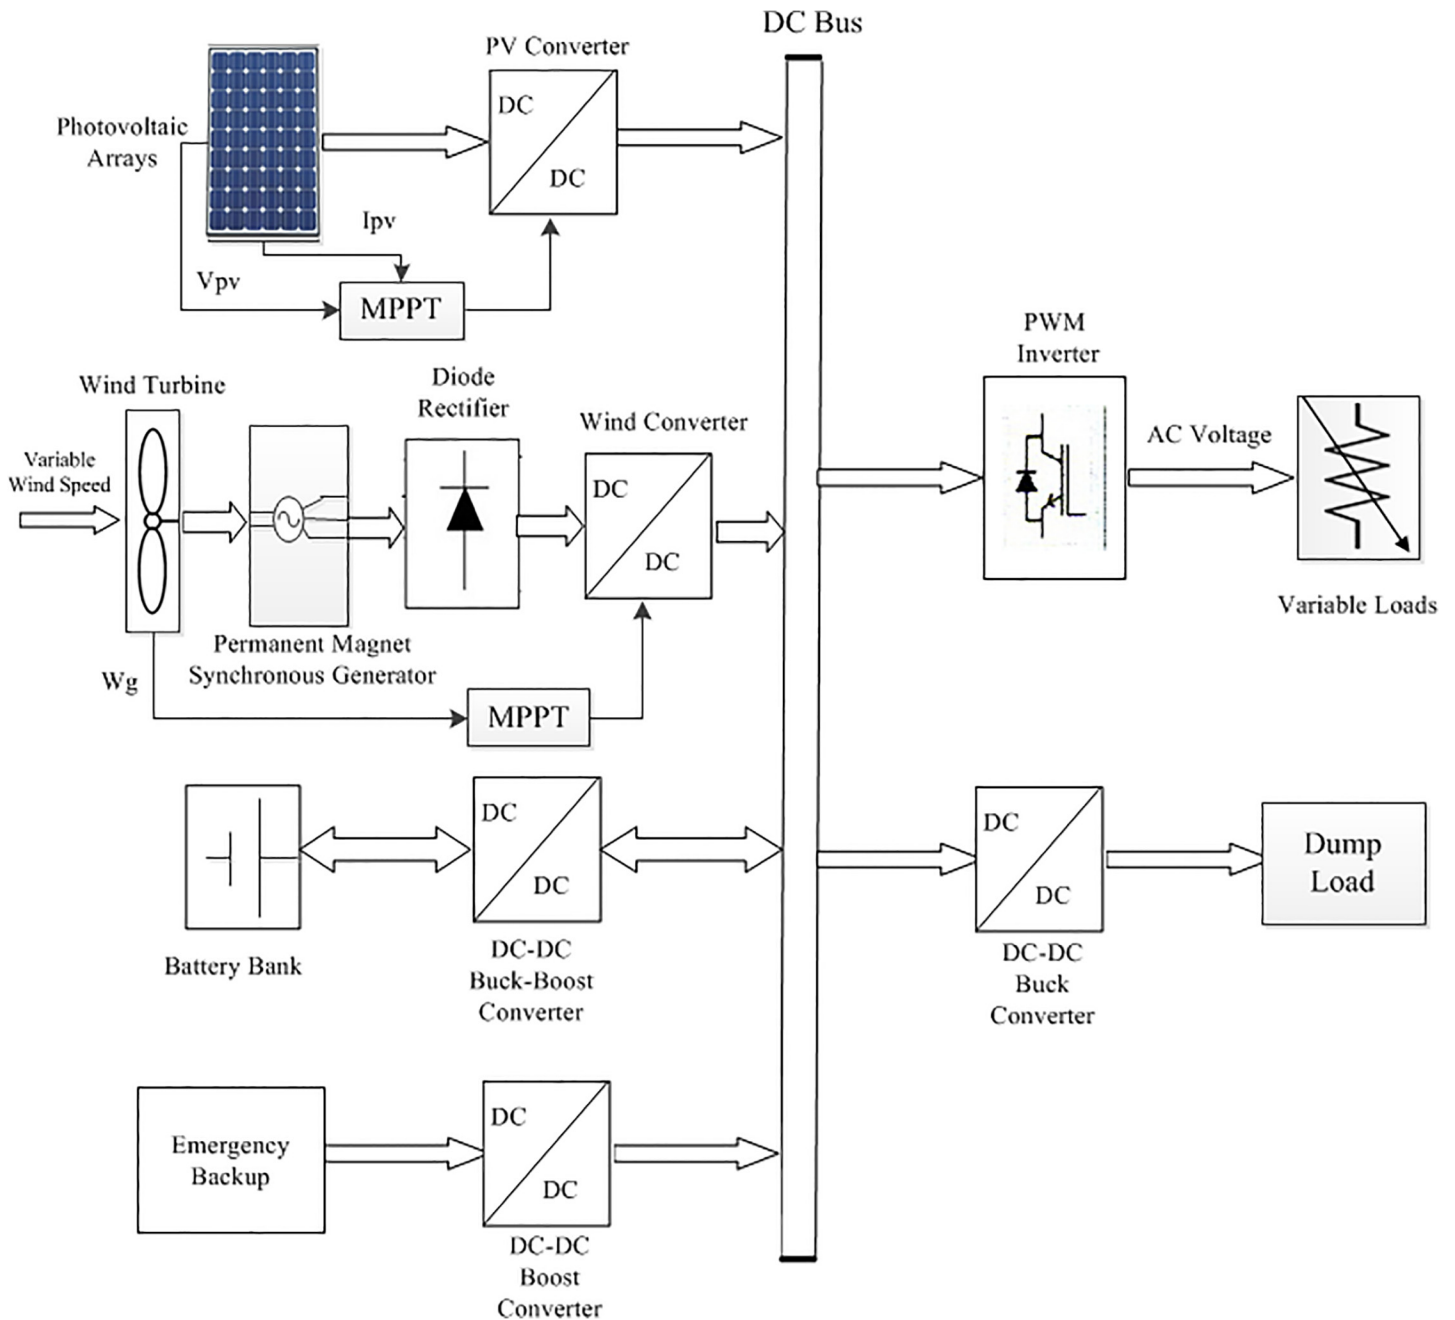 DC Bus
PV Converter
DC
DC
Photovoltaic
Arrays
Ipv
Vpv
MPPT
Wind Turbine
Variable
Wind Speed
Diode
Rectifier
Wind Converter
DC
DC
Permanent Magnet
Synchronous Generator
Wg
MPPT
PWM
Inverter
AC Voltage
Variable Loads
DC
DC
Battery Bank
DC-DC
Buck-Boost
Converter
DC
DC
DC-DC
Buck
Converter
Dump
Load
Emergency
Backup
DC
DC
DC-DC
Boost
Converter